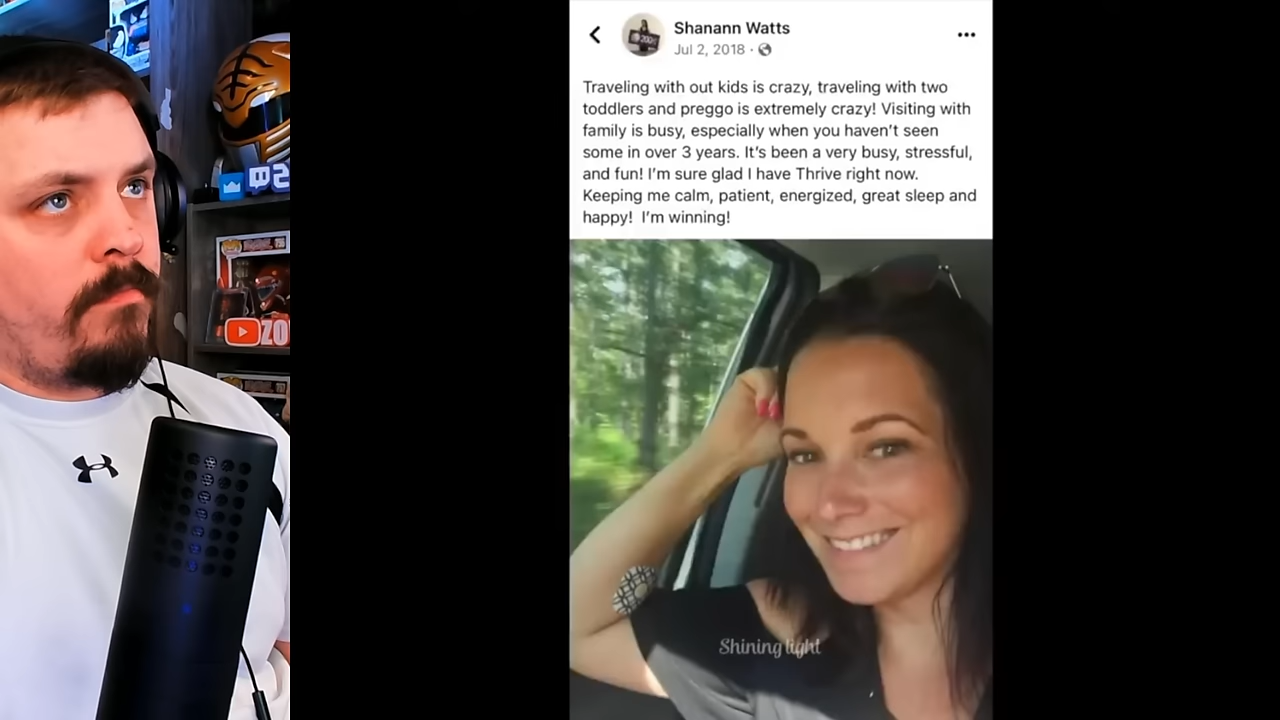 Shanann Watts
Jul 2, 2018
Traveling with out kids is crazy, traveling with two
toddlers and preggo is extremely crazy! Visiting with
family is busy, especially when you haven't seen
some in over 3 years. It's been a very busy, stressful,
and fun! I'm sure glad I have Thrive right now.
Keeping me calm, patient, energized, great sleep and
happy!  I'm winning!
Shining light
ZO